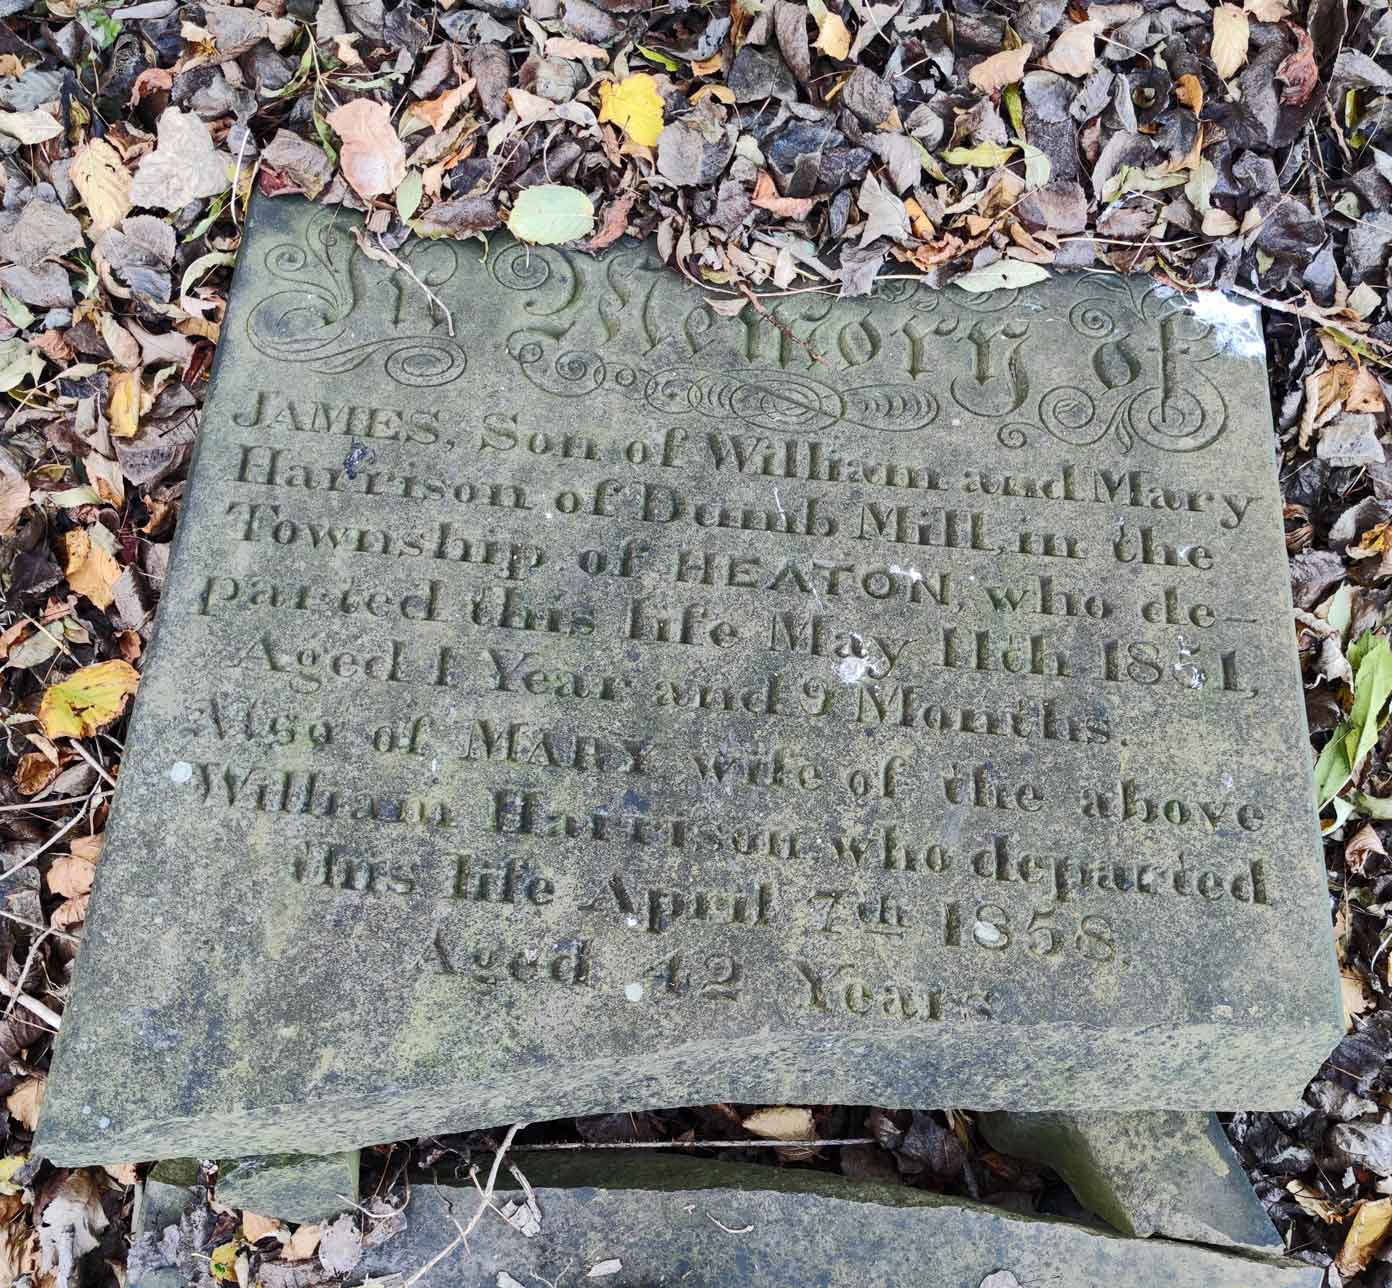 In Memory of
JAMES, Son of William and Mary
Harrison of Dumb Mill, in the
Township of HEATON, who de-
parted this life May 11th 1851,
Aged 1 Year and 9 Months.
Also of MARY wife of the above
William Harrison who departed
this life April 7th 1858.
Aged 42 Years